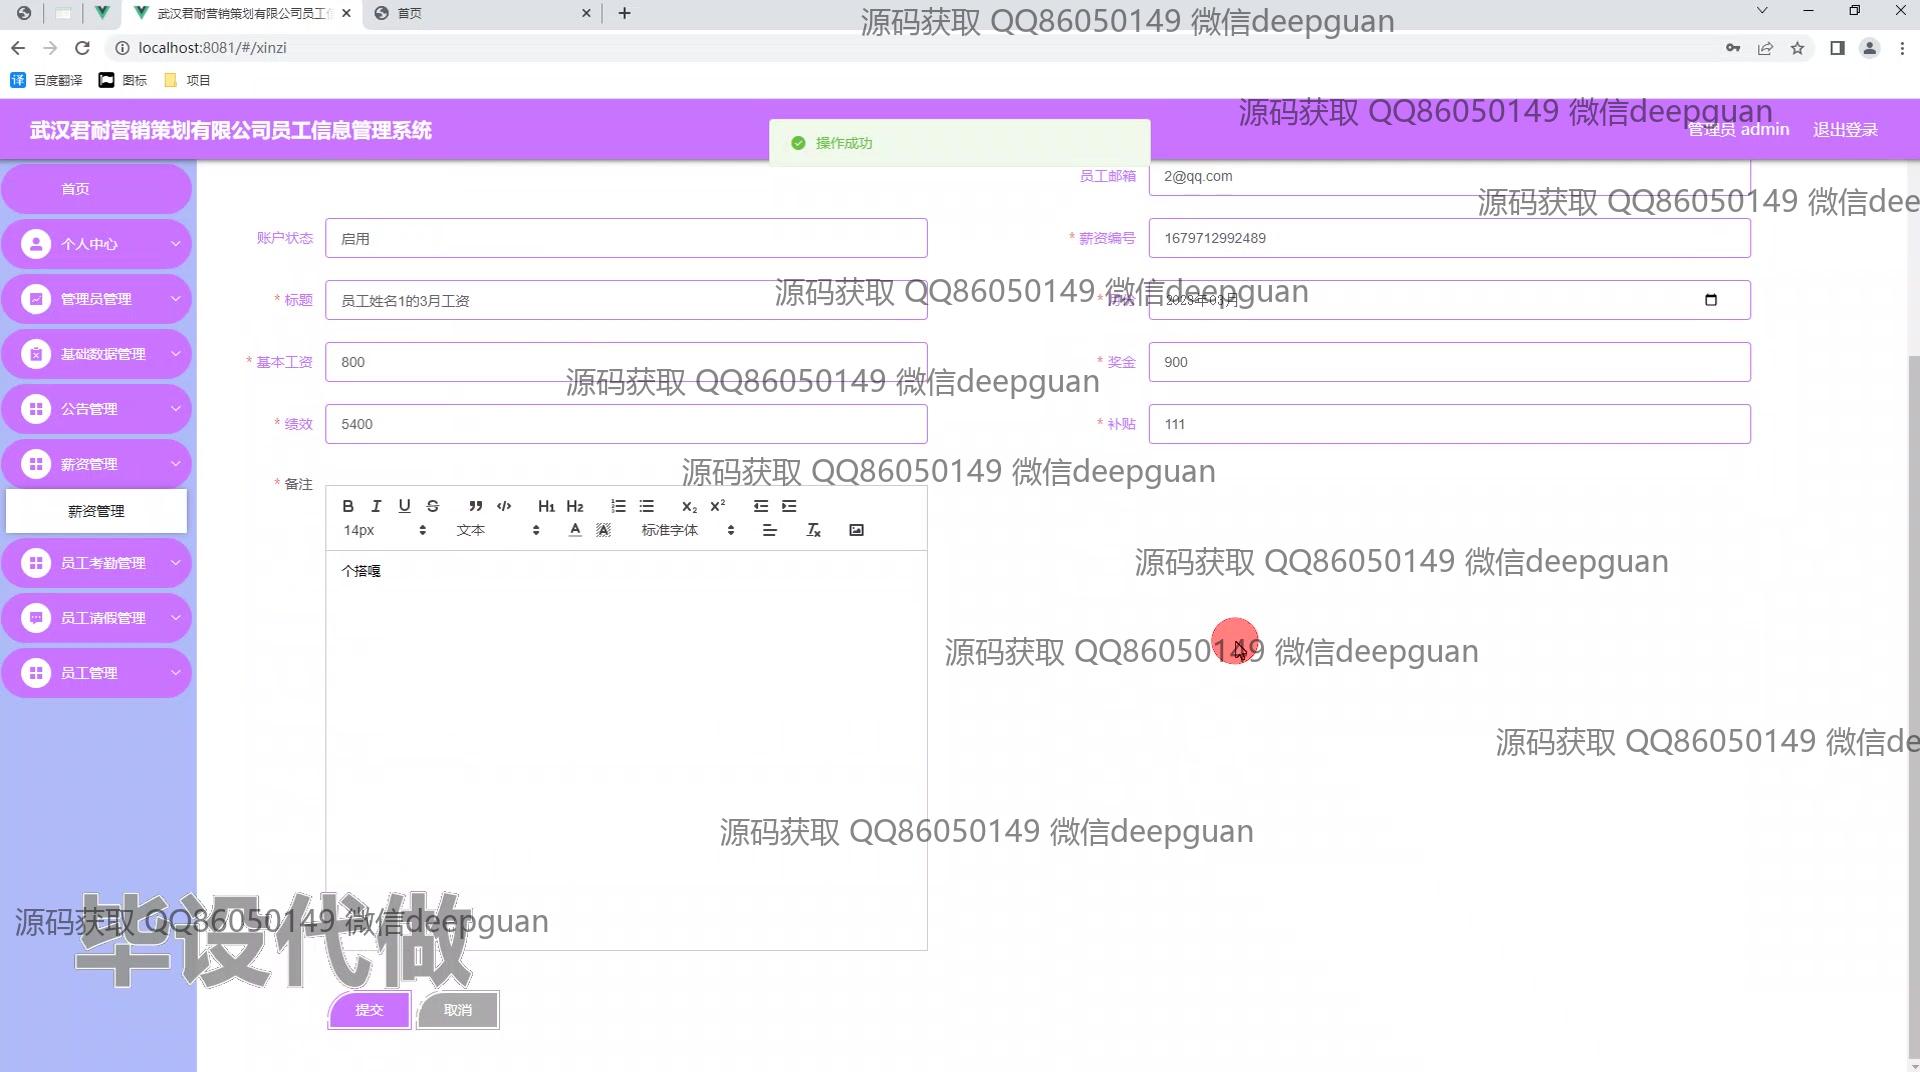 武汉君耐营销策划有限公司员工信
首页
源码获取 QQ86050149 微信deepguan
localhost:8081/#/xinzi
百度翻译
图标
项目
武汉君耐营销策划有限公司员工信息管理系统
操作成功
源码获取 QQ86050149 微信deepguan
管理员 admin
退出登录
首页
员工邮箱
2@qq.com
源码获取 QQ86050149 微信dee
个人中心
账户状态
启用
* 薪资编号
1679712992489
管理员管理
* 标题
员工姓名1的3月工资
源码获取 QQ86050149 微信deepguan
2023年03月
基础数据管理
* 基本工资
800
* 奖金
900
源码获取 QQ86050149 微信deepguan
公告管理
* 绩效
5400
* 补贴
111
薪资管理
源码获取 QQ86050149 微信deepguan
* 备注
薪资管理
B I U S H1 H2 X2 X2
14px
文本
A A
标准字体
Tx
员工考勤管理
个搭嘎
源码获取 QQ86050149 微信deepguan
员工请假管理
源码获取 QQ86050149 微信deepguan
员工管理
源码获取 QQ86050149 微信de
源码获取 QQ86050149 微信deepguan
源码获取 QQ86050149 微信deepguan
毕设代做
提交
取消